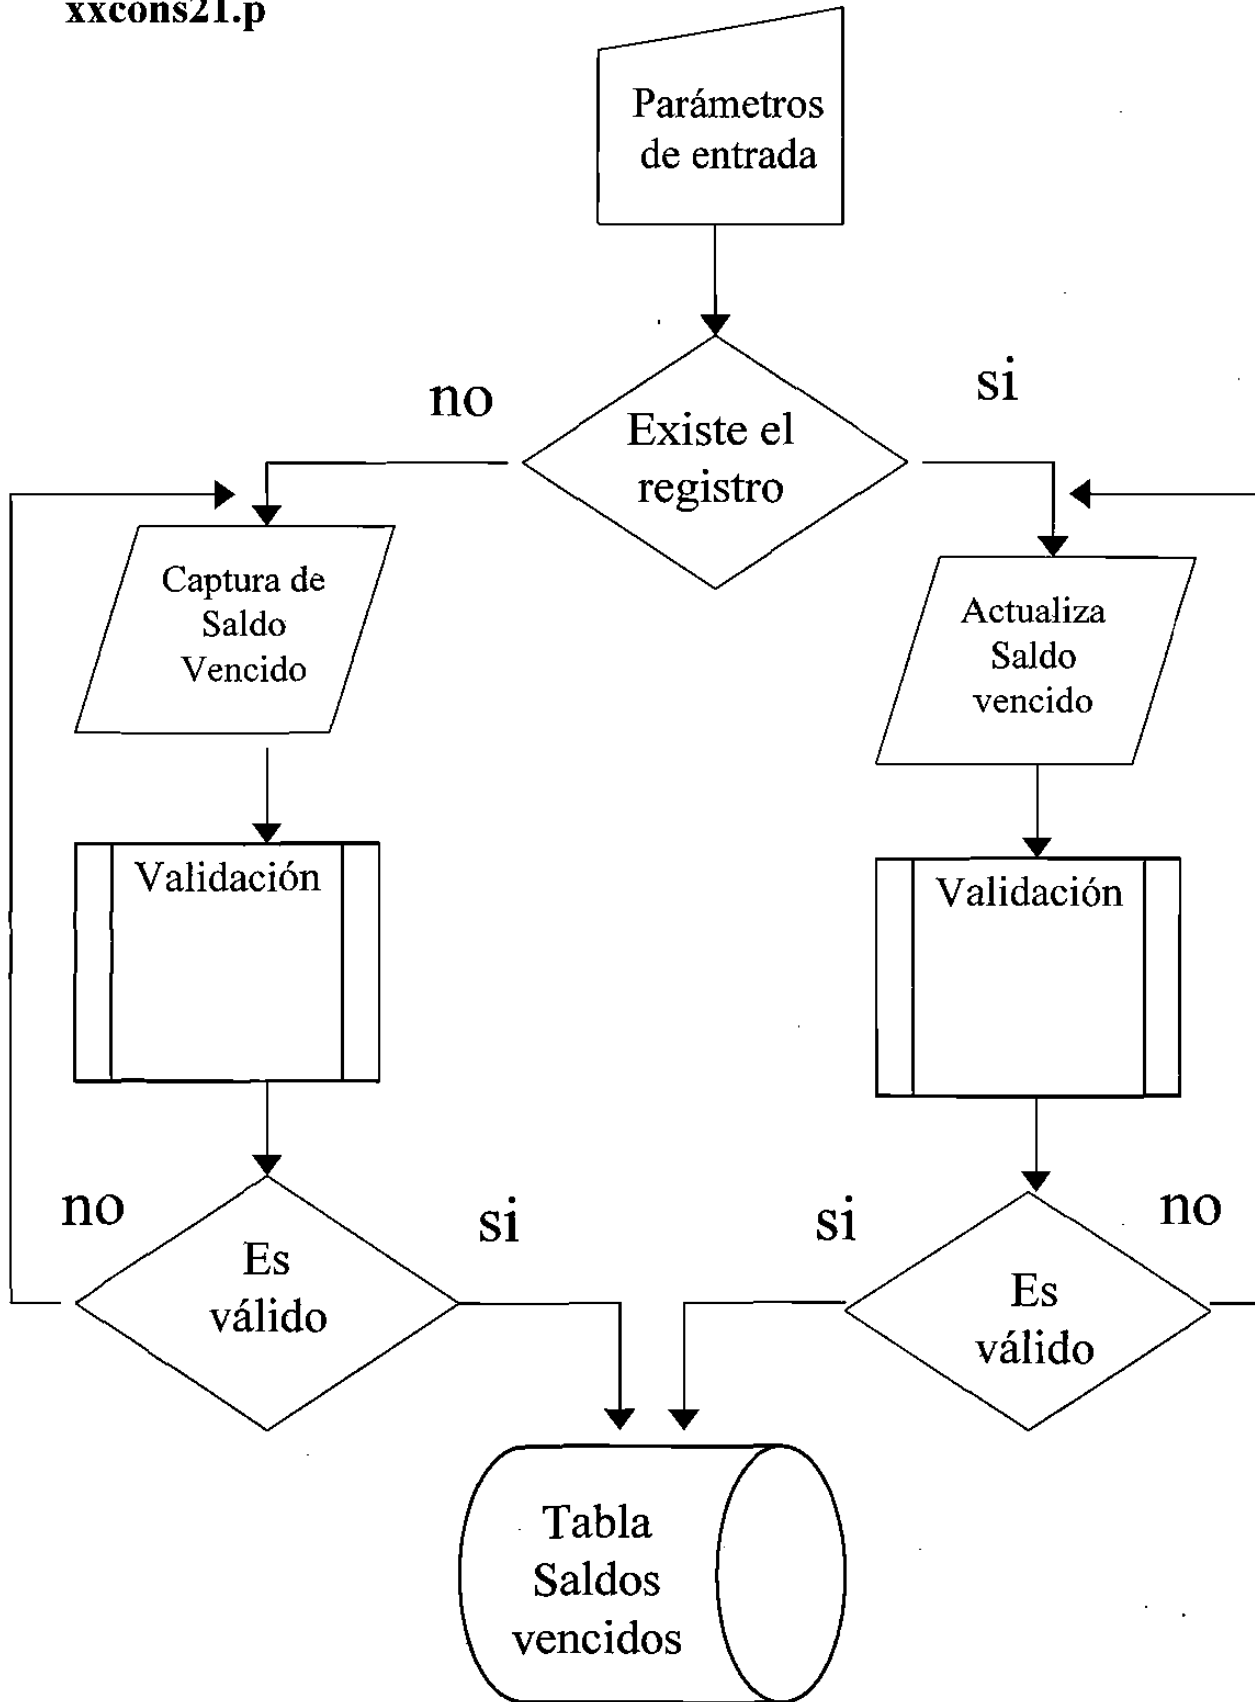 xxcons21.p
Parámetros
de entrada
no
si
Existe el
registro
Captura de
Saldo
Vencido
Actualiza
Saldo
vencido
Validación
Validación
no
si
si
no
Es
válido
Es
válido
Tabla
Saldos
vencidos